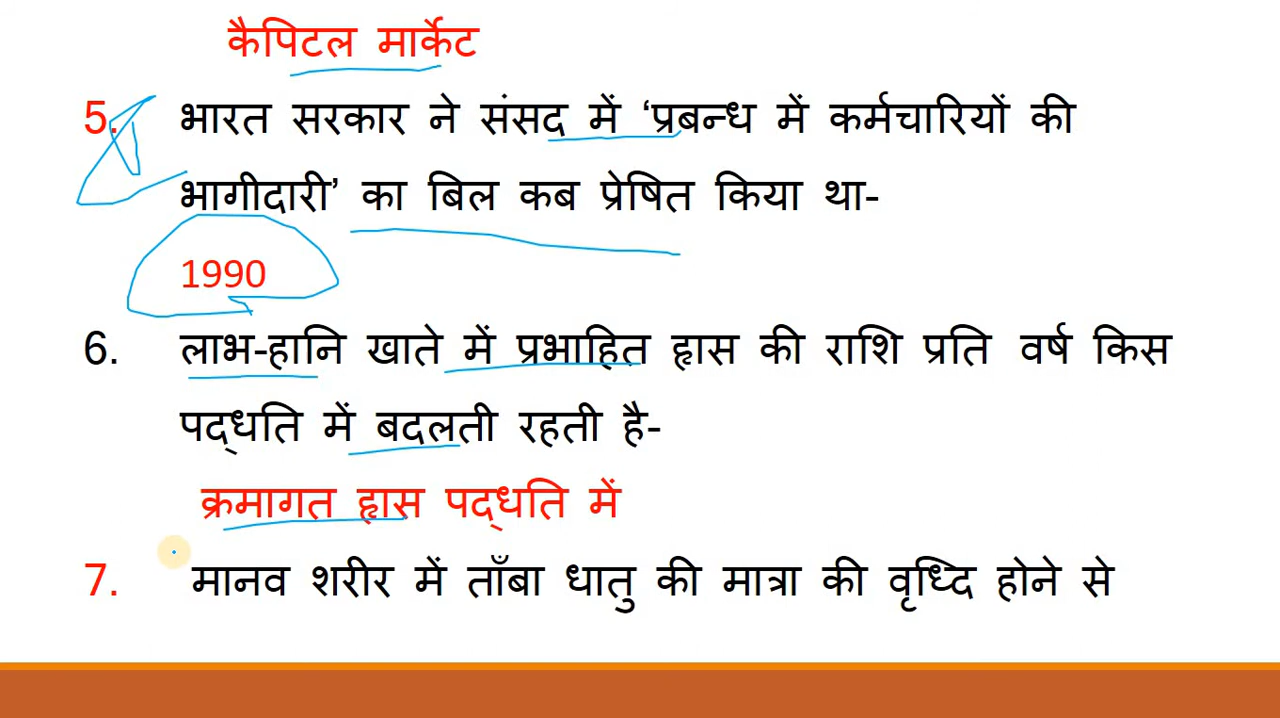 कैपिटल मार्केट
5. भारत सरकार ने संसद में ‘प्रबन्ध में कर्मचारियों की
भागीदारी’ का बिल कब प्रेषित किया था-
1990
6. लाभ-हानि खाते में प्रभाहित ह्रास की राशि प्रति वर्ष किस
पद्धति में बदलती रहती है-
क्रमागत ह्रास पद्धति में
7. मानव शरीर में ताँबा धातु की मात्रा की वृध्दि होने से